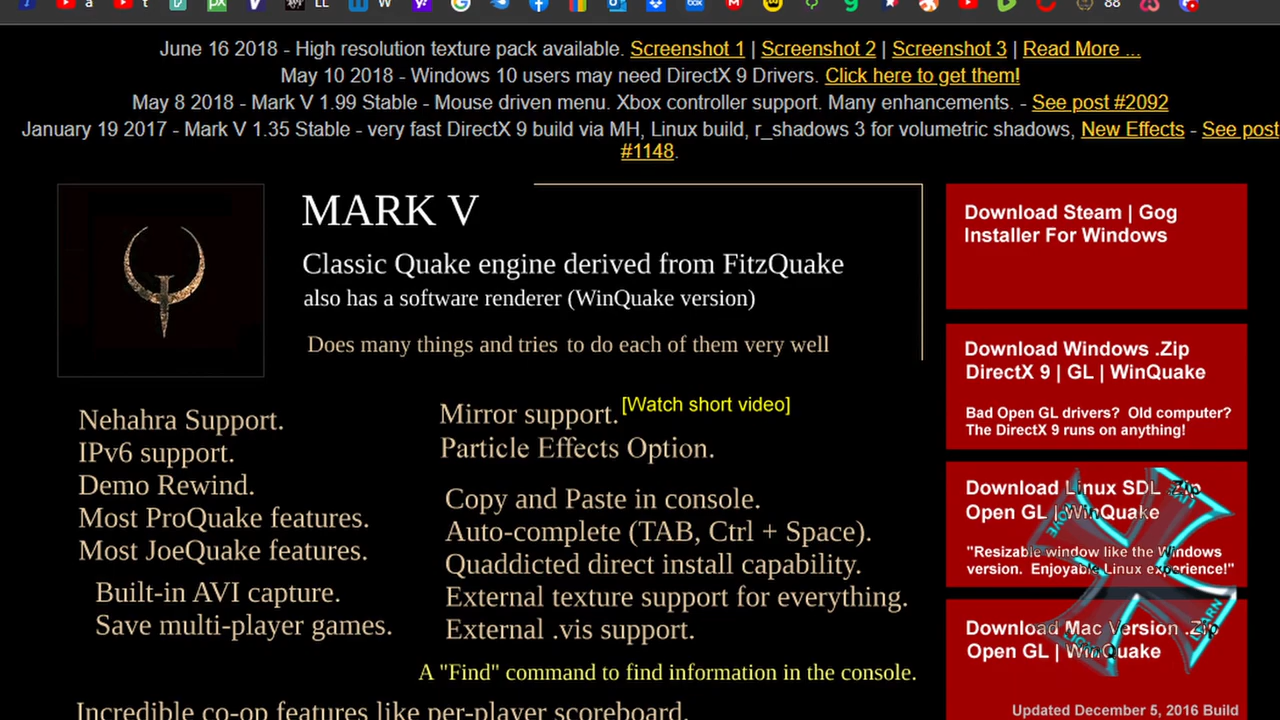 June 16 2018 - High resolution texture pack available. Screenshot 1 | Screenshot 2 | Screenshot 3 | Read More ...
May 10 2018 - Windows 10 users may need DirectX 9 Drivers. Click here to get them!
May 8 2018 - Mark V 1.99 Stable - Mouse driven menu. Xbox controller support. Many enhancements. - See post #2092
January 19 2017 - Mark V 1.35 Stable - very fast DirectX 9 build via MH, Linux build, r_shadows 3 for volumetric shadows, New Effects - See post
#1148.
MARK V
Classic Quake engine derived from FitzQuake
also has a software renderer (WinQuake version)
Does many things and tries to do each of them very well
Nehahra Support.
IPv6 support.
Demo Rewind.
Most ProQuake features.
Most JoeQuake features.
Built-in AVI capture.
Save multi-player games.
Mirror support. [Watch short video]
Particle Effects Option.
Copy and Paste in console.
Auto-complete (TAB, Ctrl + Space).
Quaddicted direct install capability.
External texture support for everything.
External .vis support.
A "Find" command to find information in the console.
Incredible co-op features like per-player scoreboard.
Download Steam | Gog
Installer For Windows
Download Windows .Zip
DirectX 9 | GL | WinQuake
Bad Open GL drivers? Old computer?
The DirectX 9 runs on anything!
Download Linux SDL .Zip
Open GL | WinQuake
"Resizable window like the Windows
version. Enjoyable Linux experience!"
Download Mac Version .Zip
Open GL | WinQuake
Updated December 5, 2016 Build
LEARN